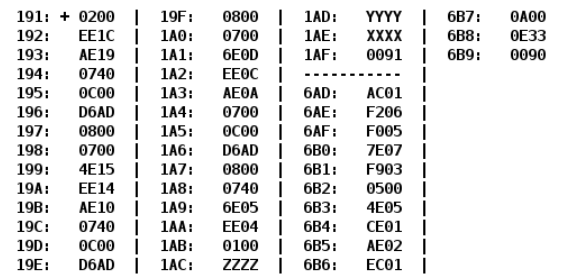 191: + 0200 | 19F: 0800 | 1AD: YYYY | 6B7: 0A00
192: EE1C | 1A0: 0700 | 1AE: XXXX | 6B8: 0E33
193: AE19 | 1A1: 6E0D | 1AF: 0091 | 6B9: 0090
194: 0740 | 1A2: EE0C | ----------- |
195: 0C00 | 1A3: AE0A | 6AD: AC01 |
196: D6AD | 1A4: 0700 | 6AE: F206 |
197: 0800 | 1A5: 0C00 | 6AF: F005 |
198: 0700 | 1A6: D6AD | 6B0: 7E07 |
199: 4E15 | 1A7: 0800 | 6B1: F903 |
19A: EE14 | 1A8: 0740 | 6B2: 0500 |
19B: AE10 | 1A9: 6E05 | 6B3: 4E05 |
19C: 0740 | 1AA: EE04 | 6B4: CE01 |
19D: 0C00 | 1AB: 0100 | 6B5: AE02 |
19E: D6AD | 1AC: ZZZZ | 6B6: EC01 |